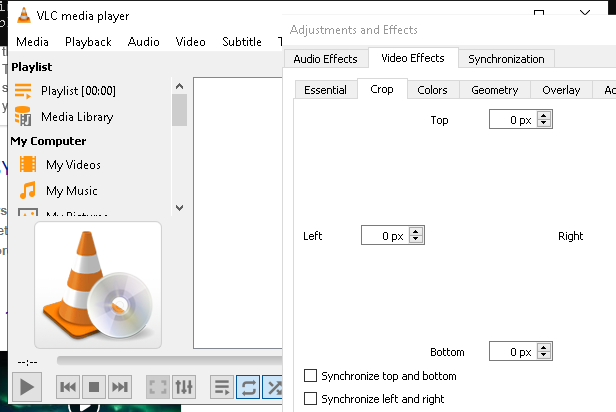 VLC media player
Adjustments and Effects
Media Playback Audio Video Subtitle
Audio Effects Video Effects Synchronization
Playlist
Playlist [00:00]
Media Library
My Computer
My Videos
My Music
My Pictures
Essential Crop Colors Geometry Overlay
Top 0 px
Left 0 px Right
Bottom 0 px
Synchronize top and bottom
Synchronize left and right
--:--